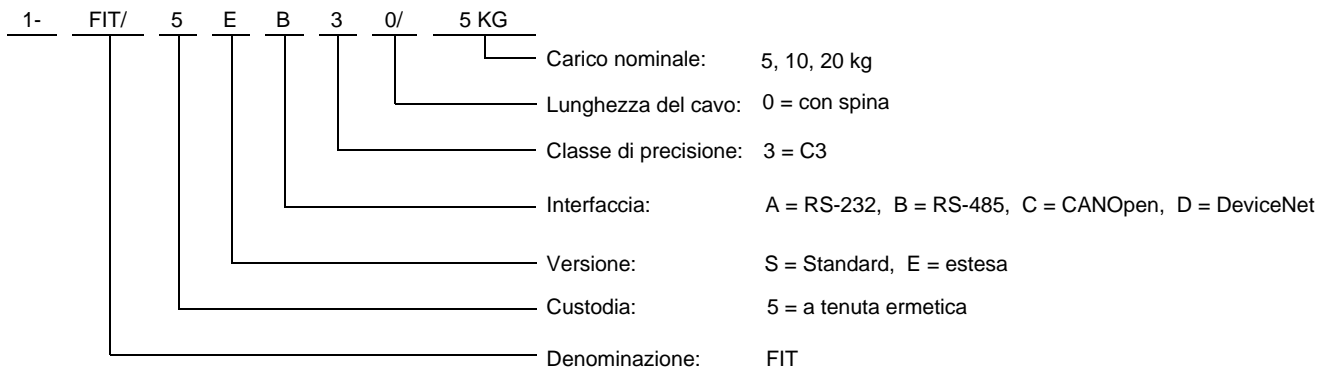 1- FIT/ 5 E B 3 0/ 5 KG
Carico nominale: 5, 10, 20 kg
Lunghezza del cavo: 0 = con spina
Classe di precisione: 3 = C3
Interfaccia: A = RS-232, B = RS-485, C = CANOpen, D = DeviceNet
Versione: S = Standard, E = estesa
Custodia: 5 = a tenuta ermetica
Denominazione: FIT